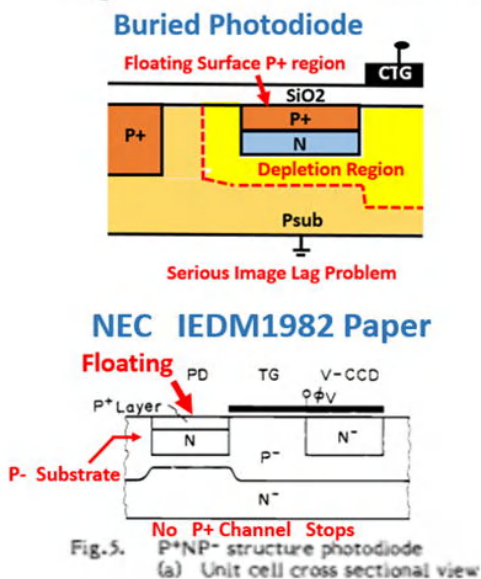 Buried Photodiode
Floating Surface P+ region
CTG
SiO2
P+
P+
N
Depletion Region
Psub
Serious Image Lag Problem
NEC IEDM1982 Paper
Floating
PD TG V-CCD
ϕV
P+ Layer
N
N-
P- Substrate
P-
N-
No P+ Channel Stops
Fig.5. P+NP- structure photodiode
(a) Unit cell cross sectional view